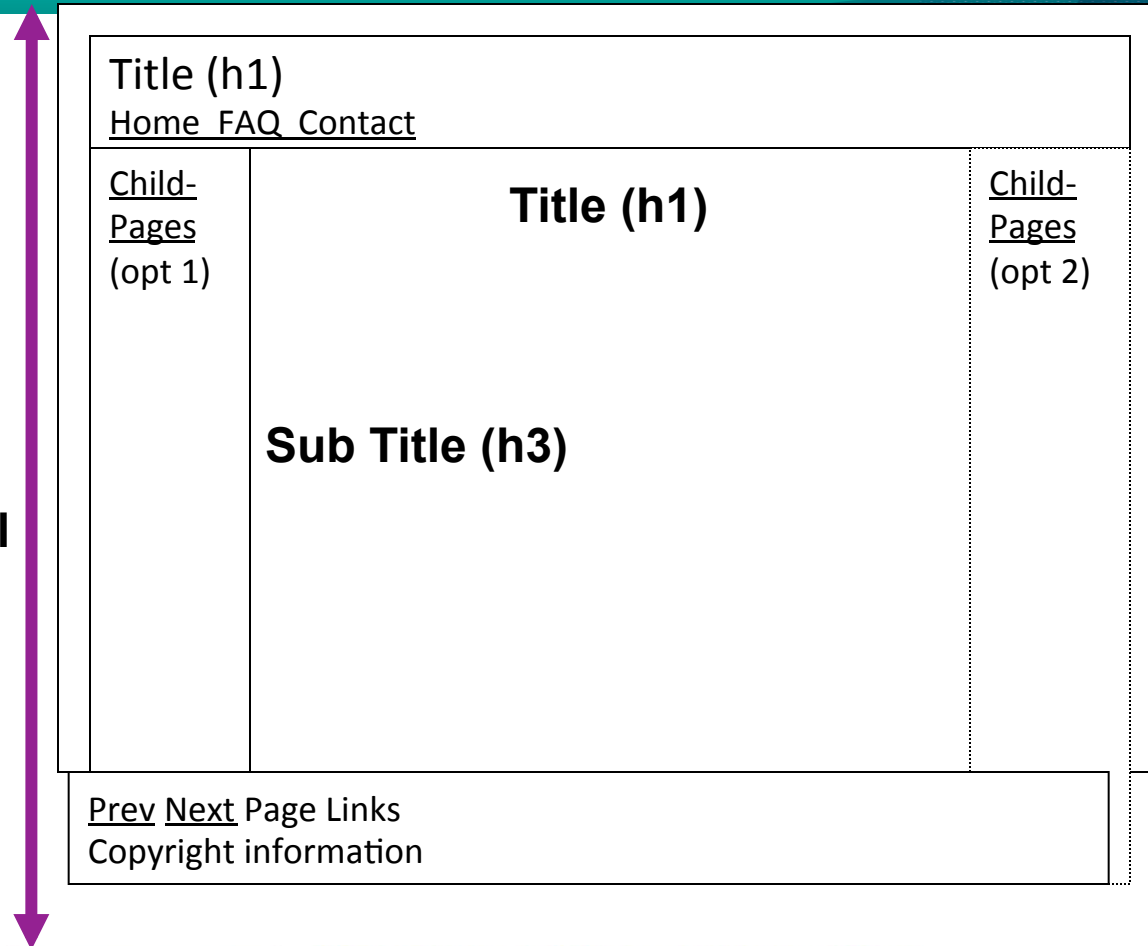 Title (h1)
Home FAQ Contact
Child-
Pages
(opt 1)
Title (h1)
Sub Title (h3)
Child-
Pages
(opt 2)
Prev Next Page Links
Copyright information